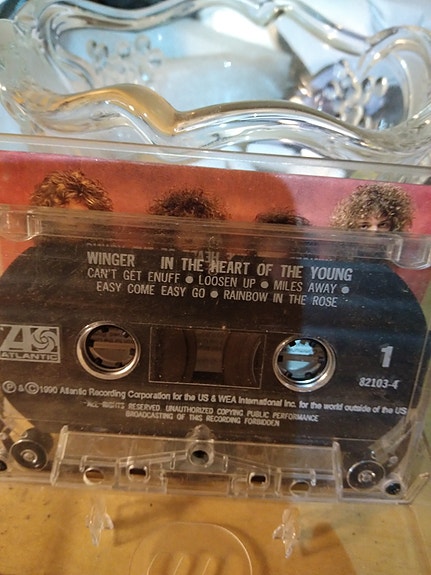 WINGER IN THE HEART OF THE YOUNG
CAN'T GET ENUFF ● LOOSEN UP ● MILES AWAY ●
EASY COME EASY GO ● RAINBOW IN THE ROSE
ATLANTIC
1
82103-4
℗ & © 1990 Atlantic Recording Corporation for the US & WEA International Inc. for the world outside of the US
ALL RIGHTS RESERVED. UNAUTHORIZED COPYING PUBLIC PERFORMANCE
BROADCASTING OF THIS RECORDING FORBIDDEN